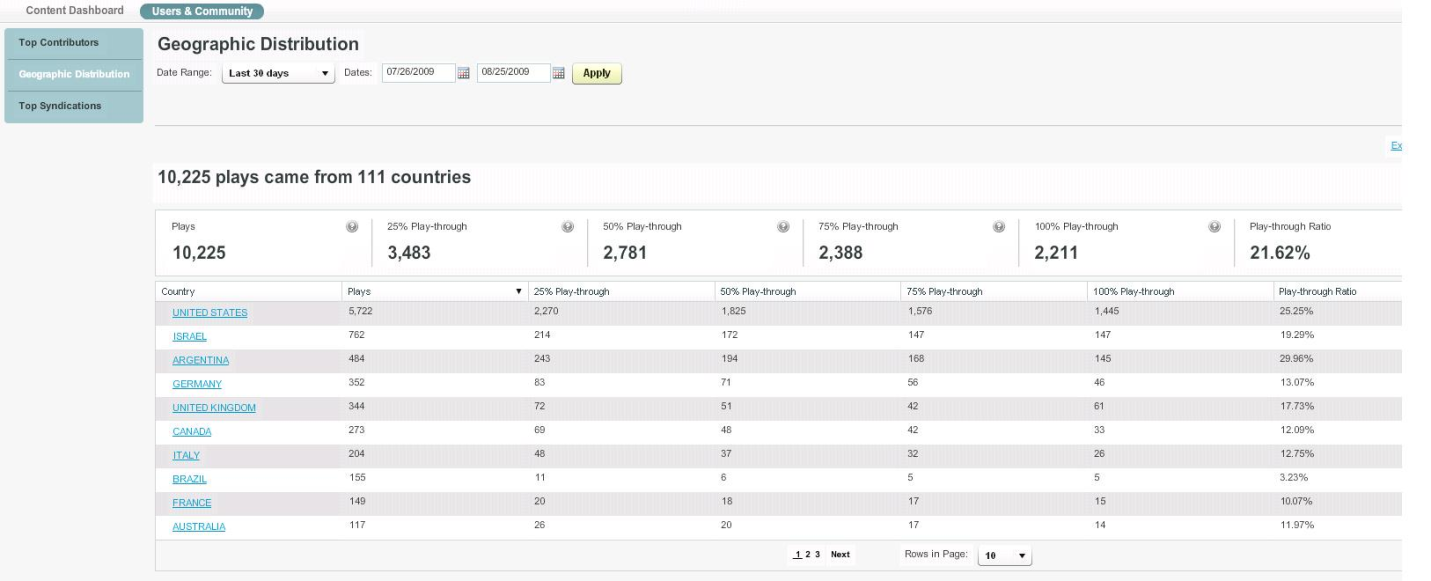 Content Dashboard Users & Community
Top Contributors
Geographic Distribution
Top Syndications
Geographic Distribution
Date Range: Last 30 days Dates: 07/26/2009 08/25/2009 Apply
Ex
10,225 plays came from 111 countries
Plays 25% Play-through 50% Play-through 75% Play-through 100% Play-through Play-through Ratio
10,225 3,483 2,781 2,388 2,211 21.62%
Country Plays 25% Play-through 50% Play-through 75% Play-through 100% Play-through Play-through Ratio
UNITED STATES 5,722 2,270 1,825 1,576 1,445 25.25%
ISRAEL 762 214 172 147 147 19.29%
ARGENTINA 484 243 194 168 145 29.96%
GERMANY 352 83 71 56 46 13.07%
UNITED KINGDOM 344 72 51 42 61 17.73%
CANADA 273 69 48 42 33 12.09%
ITALY 204 48 37 32 26 12.75%
BRAZIL 155 11 6 5 5 3.23%
FRANCE 149 20 18 17 15 10.07%
AUSTRALIA 117 26 20 17 14 11.97%
1 2 3 Next Rows in Page: 10